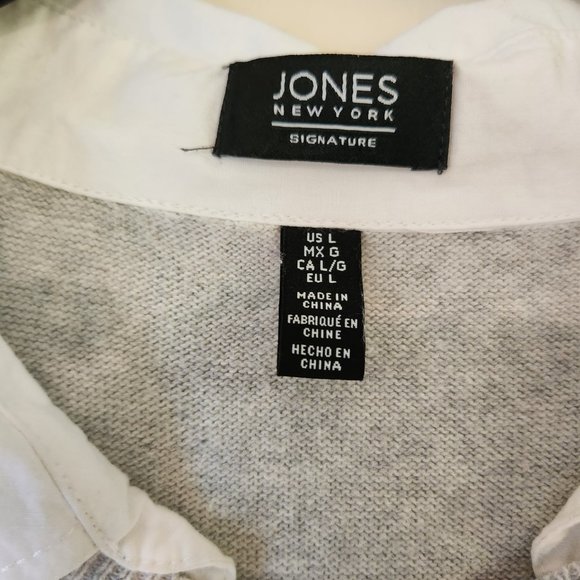 JONES
NEW YORK
SIGNATURE
US L
MX G
CA L/G
EU L
MADE IN
CHINA
FABRIQUÉ EN
CHINE
HECHO EN
CHINA